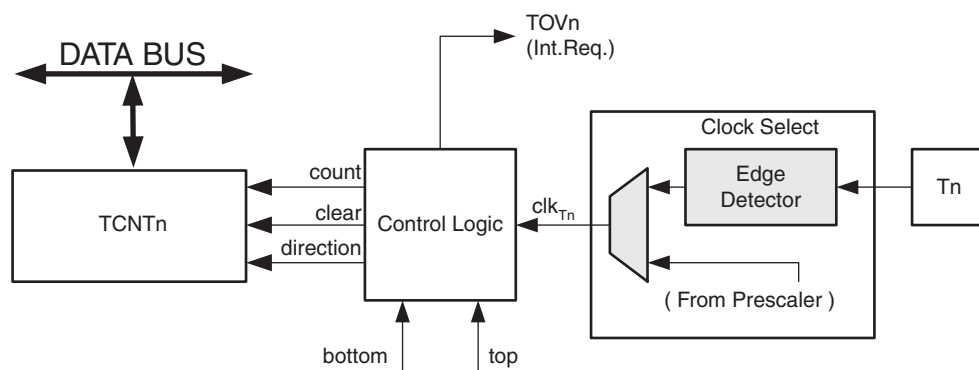 TOVn
(Int.Req.)
DATA BUS
Clock Select
count
Edge
Detector
Tn
TCNTn
clear
Control Logic
clkTn
direction
( From Prescaler )
bottom
top